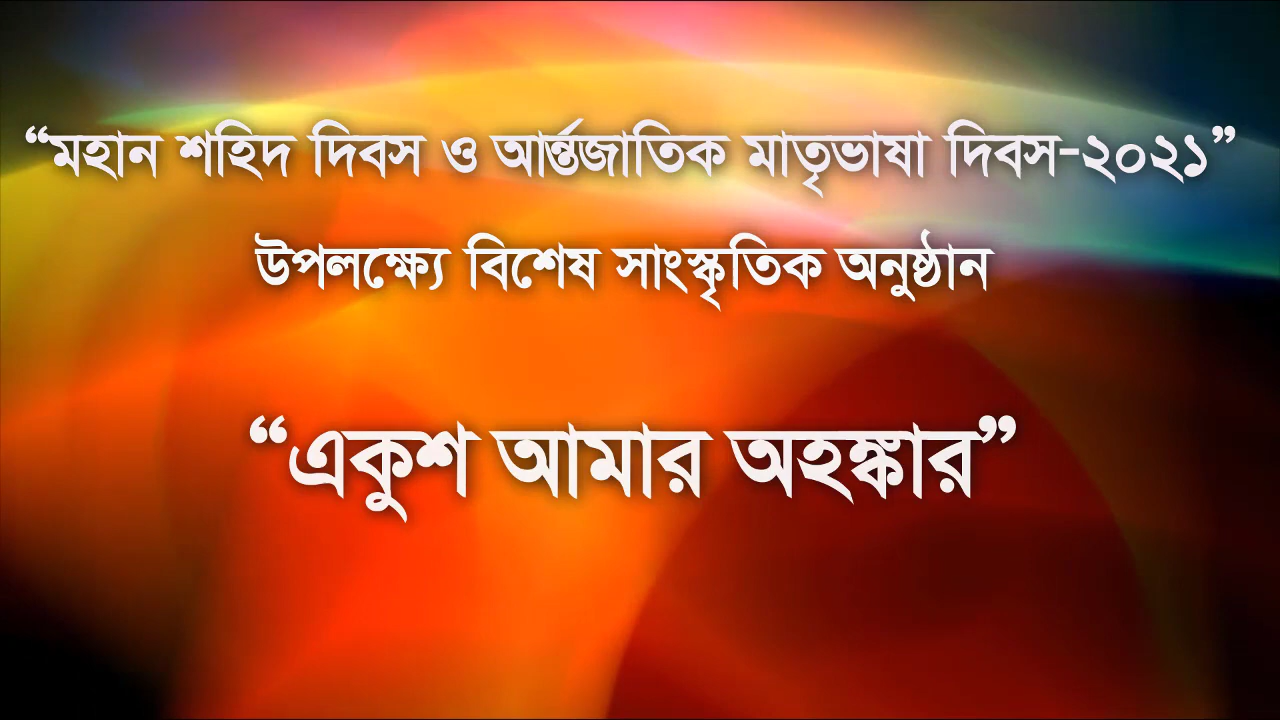 “মহান শহিদ দিবস ও আর্ন্তজাতিক মাতৃভাষা দিবস-২০২১”
উপলক্ষ্যে বিশেষ সাংস্কৃতিক অনুষ্ঠান
“একুশ আমার অহঙ্কার”